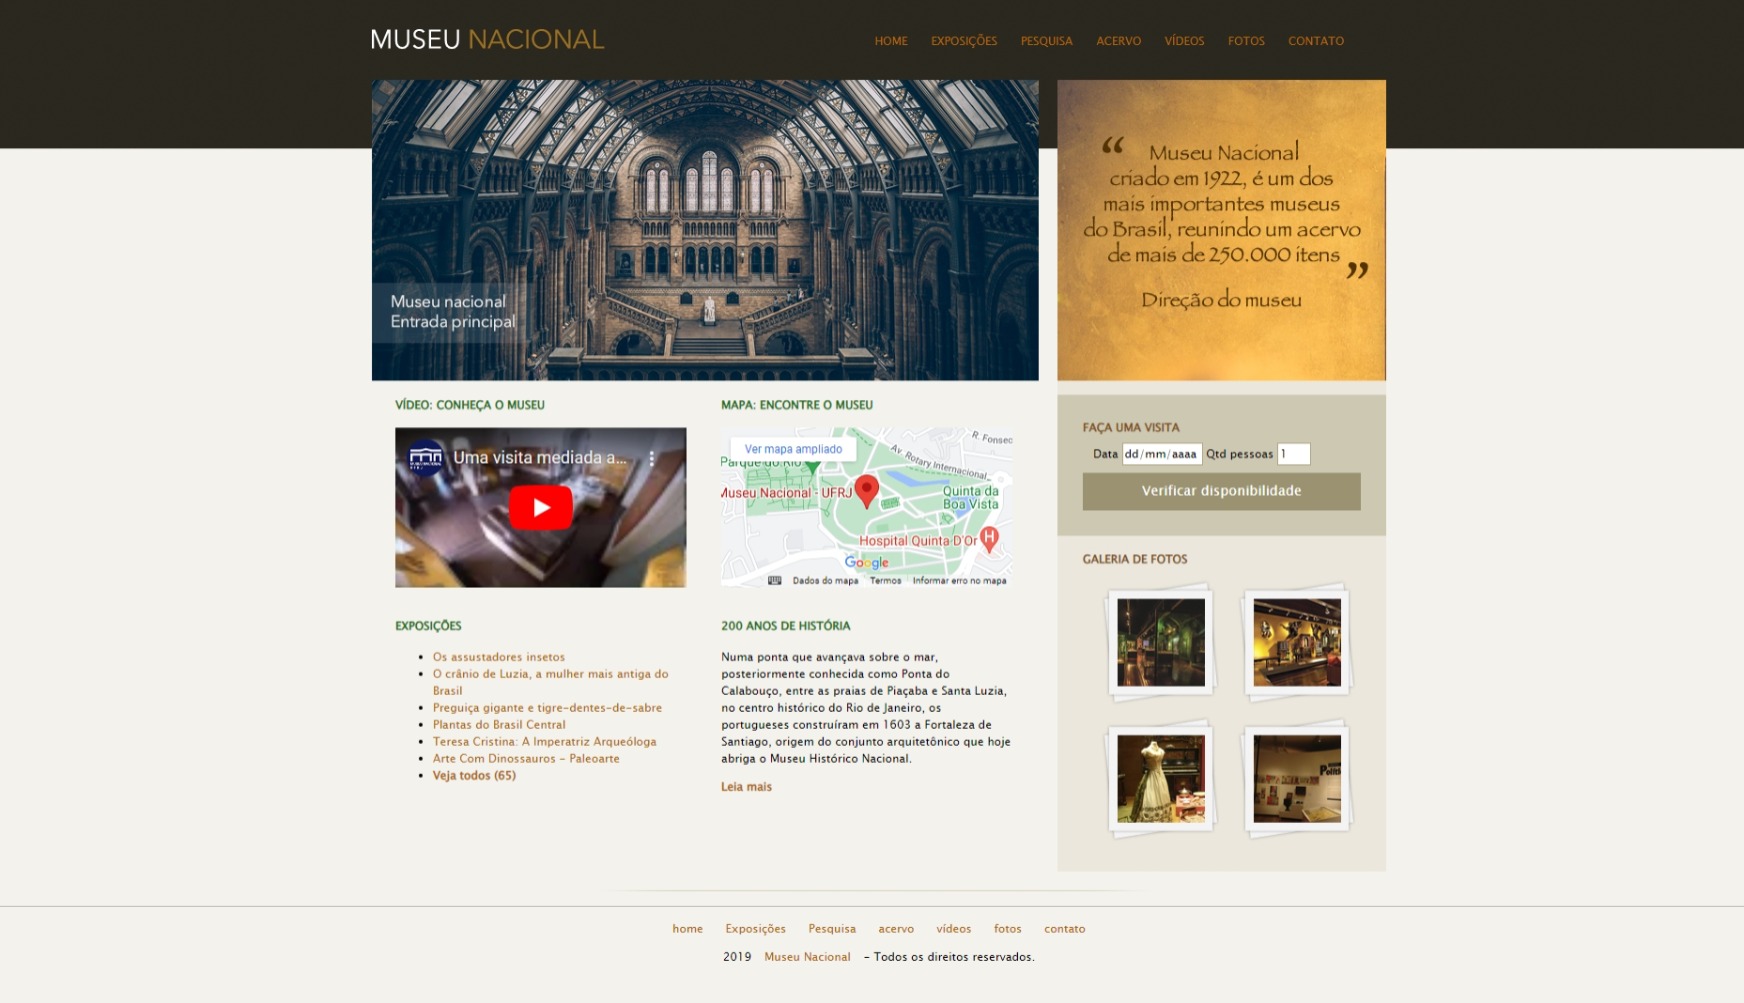 MUSEU NACIONAL
HOME EXPOSIÇÕES PESQUISA ACERVO VÍDEOS FOTOS CONTATO
Museu nacional
Entrada principal
“ Museu Nacional
criado em 1922, é um dos
mais importantes museus
do Brasil, reunindo um acervo
de mais de 250.000 itens ”
Direção do museu
VÍDEO: CONHEÇA O MUSEU
Uma visita mediada a...
MAPA: ENCONTRE O MUSEU
R. Fonsec
Ver mapa ampliado
Av. Rotary Internacional
Parque do Rio
Museu Nacional - UFRJ
Quinta da
Boa Vista
Hospital Quinta D'Or
H
Google
Dados do mapa Termos Informar erro no mapa
FAÇA UMA VISITA
Data dd/mm/aaaa Qtd pessoas 1
Verificar disponibilidade
GALERIA DE FOTOS
EXPOSIÇÕES
Os assustadores insetos
O crânio de Luzia, a mulher mais antiga do
Brasil
Preguiça gigante e tigre-dentes-de-sabre
Plantas do Brasil Central
Teresa Cristina: A Imperatriz Arqueóloga
Arte Com Dinossauros - Paleoarte
Veja todos (65)
200 ANOS DE HISTÓRIA
Numa ponta que avançava sobre o mar,
posteriormente conhecida como Ponta do
Calabouço, entre as praias de Piaçaba e Santa Luzia,
no centro histórico do Rio de Janeiro, os
portugueses construíram em 1603 a Fortaleza de
Santiago, origem do conjunto arquitetônico que hoje
abriga o Museu Histórico Nacional.
Leia mais
home Exposições Pesquisa acervo vídeos fotos contato
2019 Museu Nacional - Todos os direitos reservados.